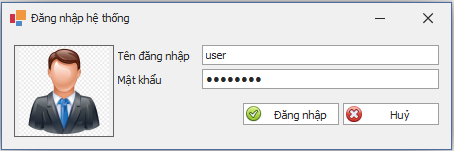 Đăng nhập hệ thống
Tên đăng nhập user
Mật khẩu ●●●●●●●●
Đăng nhập Huỷ